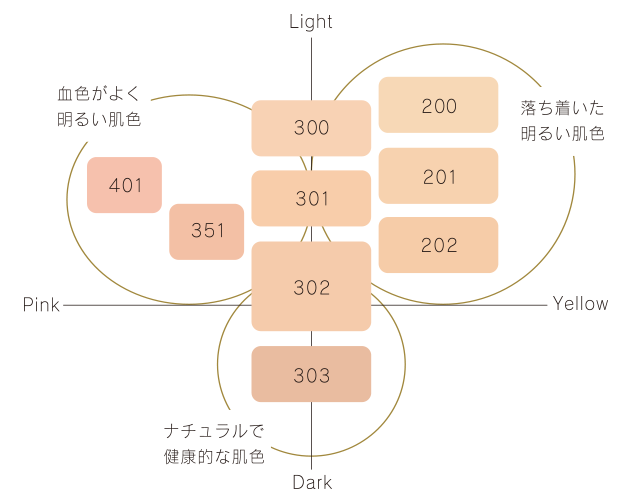 Light
血色がよく
明るい肌色
落ち着いた
明るい肌色
200
300
401
201
301
351
202
302
Pink
Yellow
303
ナチュラルで
健康的な肌色
Dark